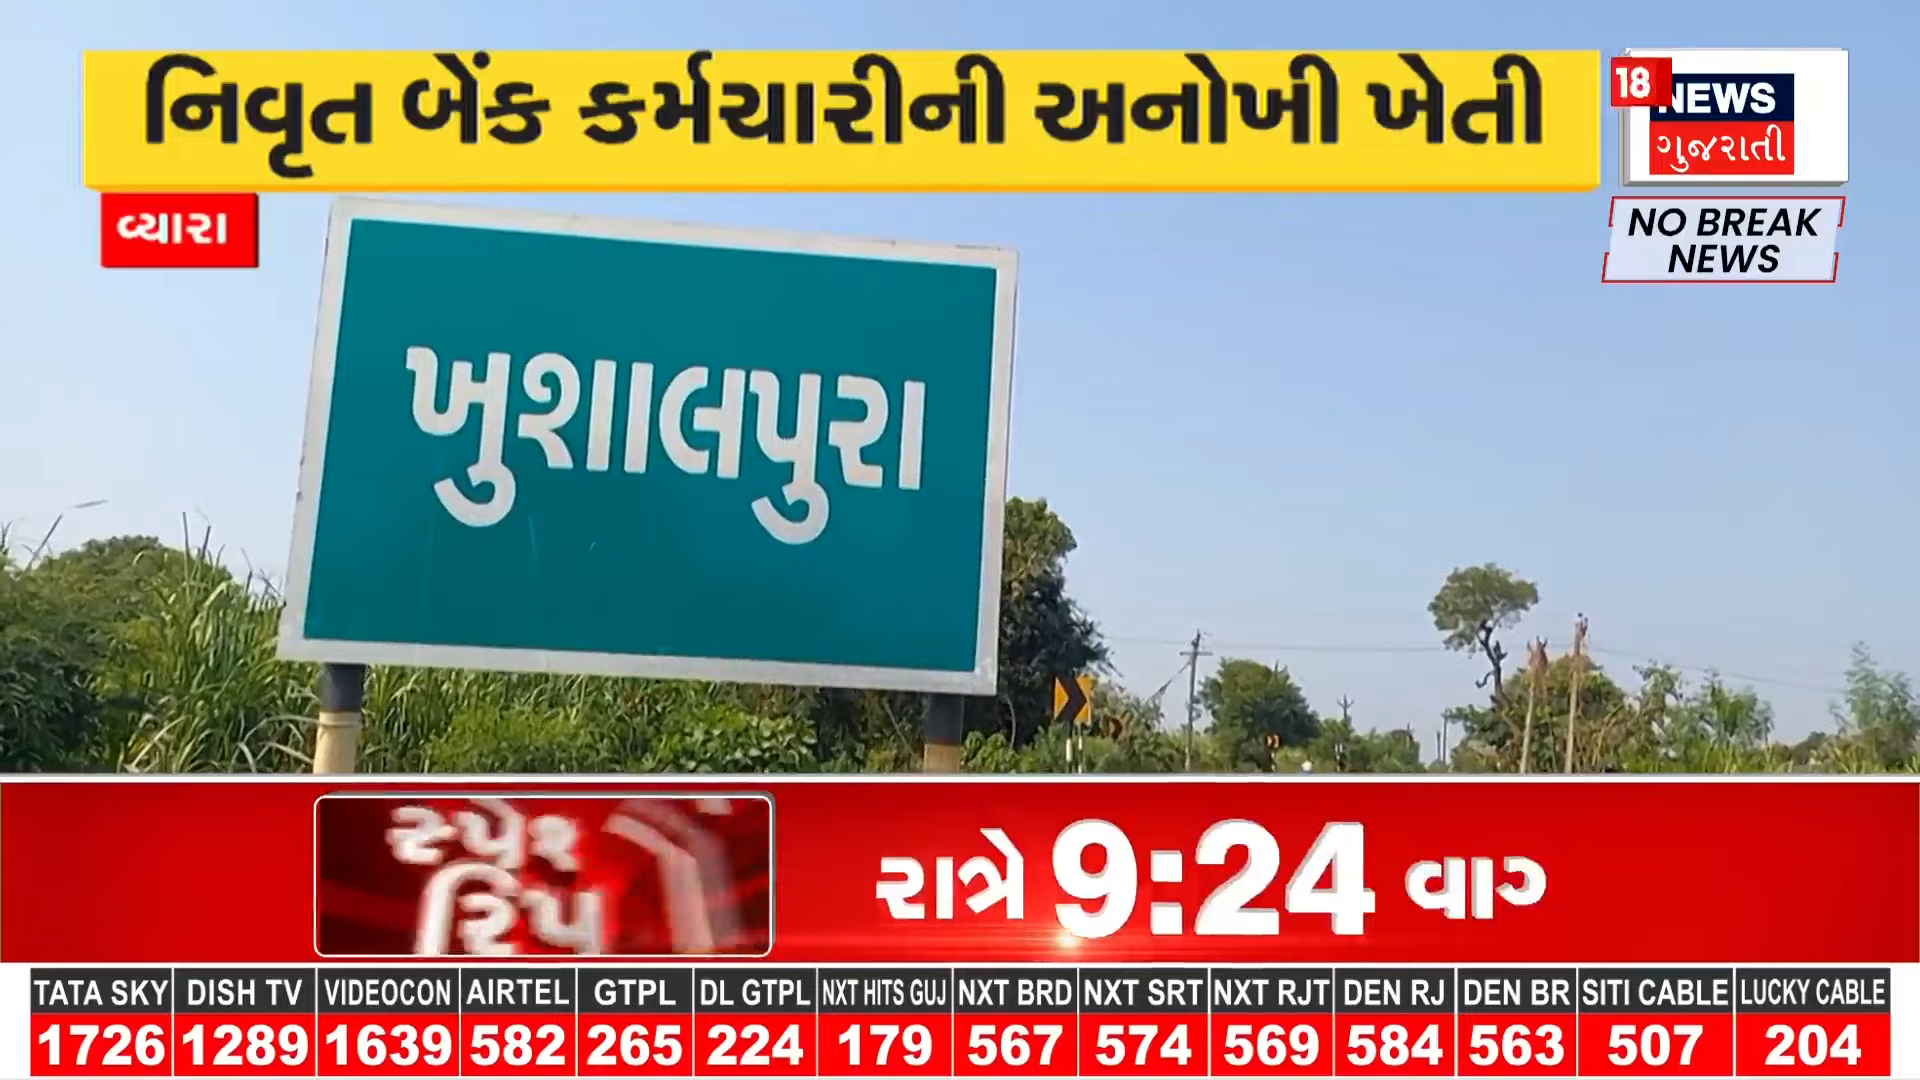 નિવૃત બેંક કર્મચારીની અનોખી ખેતી
18
NEWS
ગુજરાતી
NO BREAK
NEWS
વ્યારા
ખુશાલપુરા
રાત્રે 9:24
TATA SKY DISH TV VIDEOCON AIRTEL GTPL DL GTPL NXT HITS GUJ NXT BRD NXT SRT NXT RJT DEN RJ DEN BR SITI CABLE LUCKY CABLE
1726 1289 1639 582 265 224 179 567 574 569 584 563 507 204